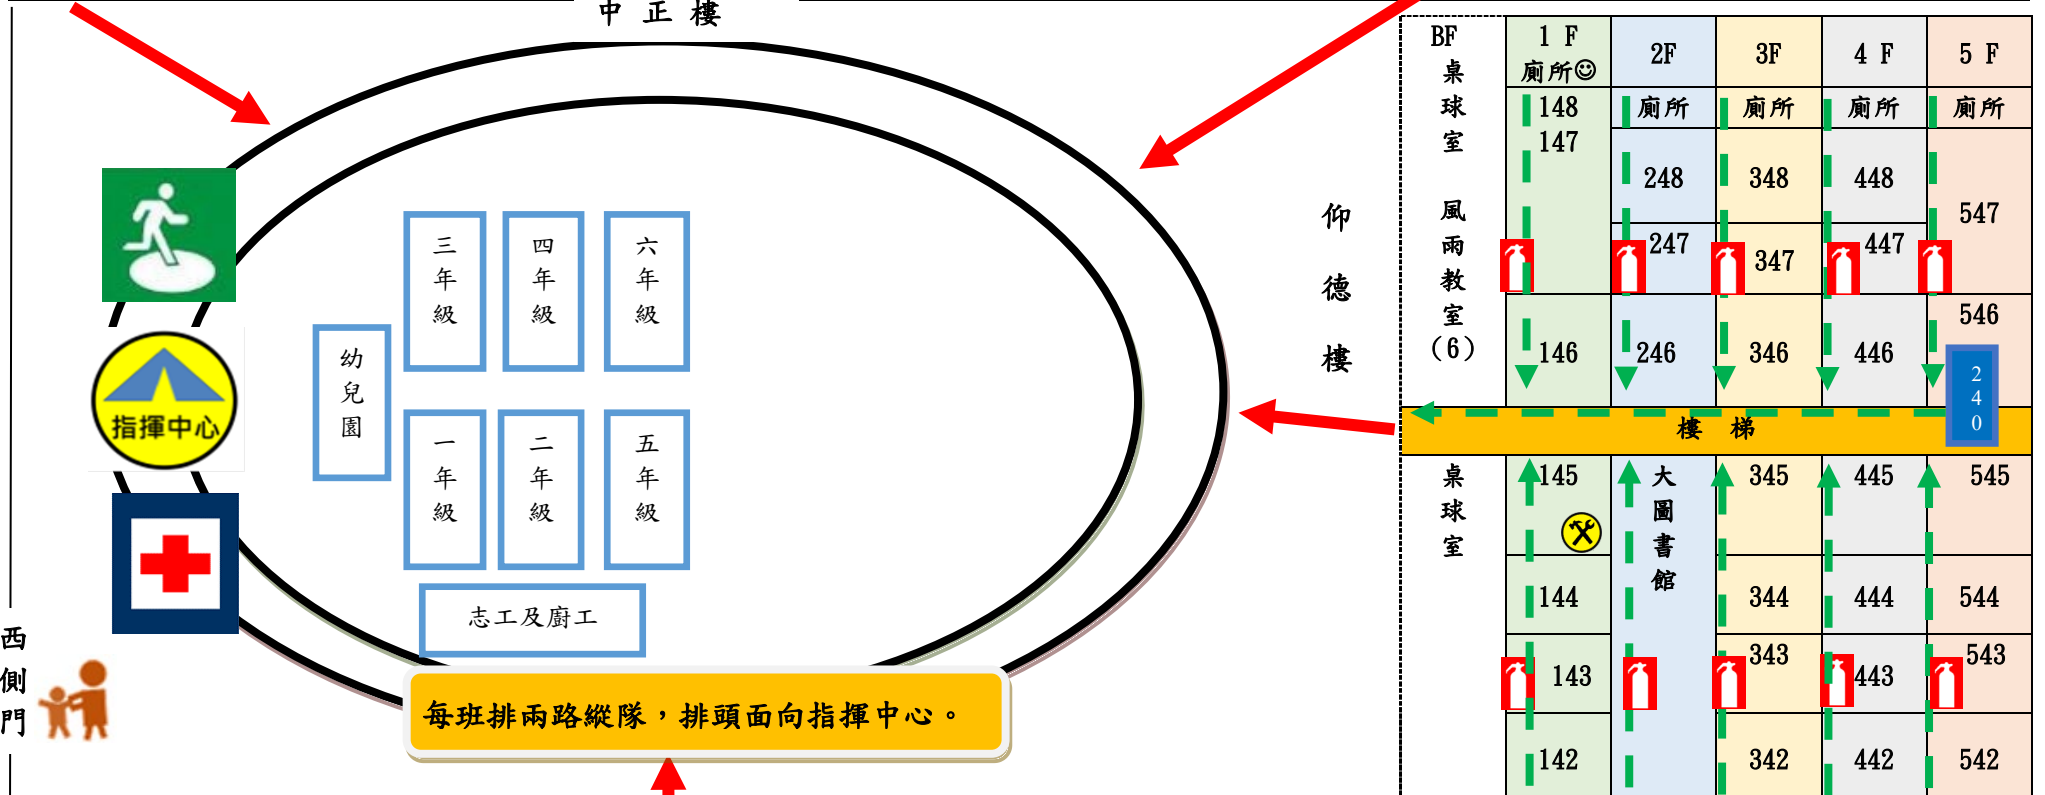 中正樓
三年級
四年級
六年級
幼兒園
一年級
二年級
五年級
指揮中心
志工及廚工
每班排兩路縱隊，排頭面向指揮中心。
西側門
仰德樓
BF
桌球室
風雨教室(6)
1 F
廁所☺
2F
3F
4 F
5 F
148
廁所
廁所
廁所
廁所
147
248
348
448
547
247
347
447
146
246
346
446
546
240
樓 梯
桌球室
145
大圖書館
345
445
545
144
344
444
544
143
343
443
543
142
342
442
542